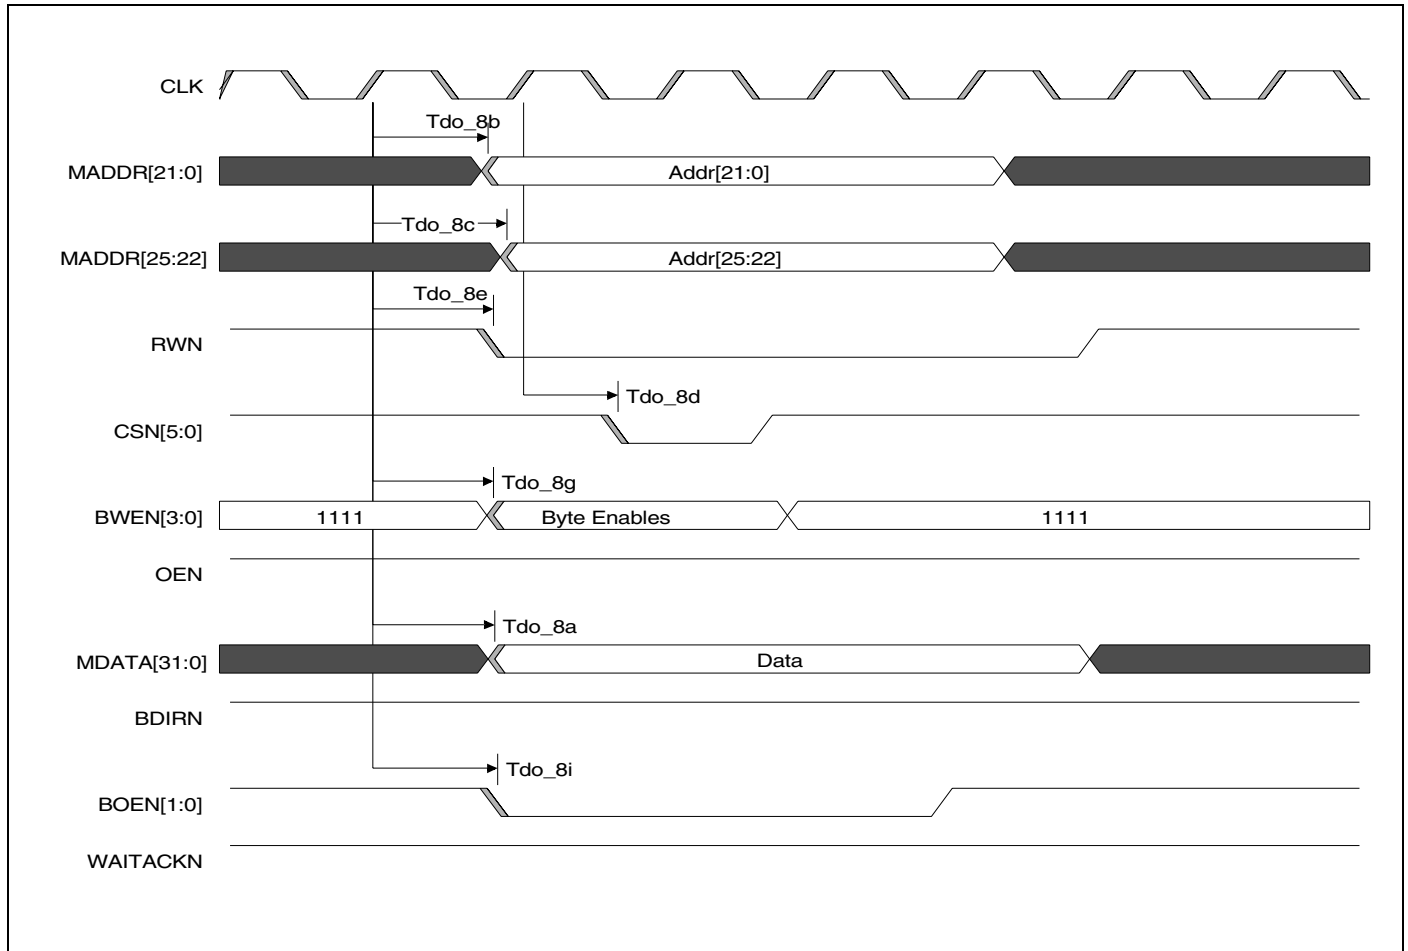 CLK
Tdo_8b
MADDR[21:0] Addr[21:0]
Tdo_8c
MADDR[25:22] Addr[25:22]
Tdo_8e
RWN
Tdo_8d
CSN[5:0]
Tdo_8g
BWEN[3:0] 1111 Byte Enables 1111
OEN
Tdo_8a
MDATA[31:0] Data
BDIRN
Tdo_8i
BOEN[1:0]
WAITACKN